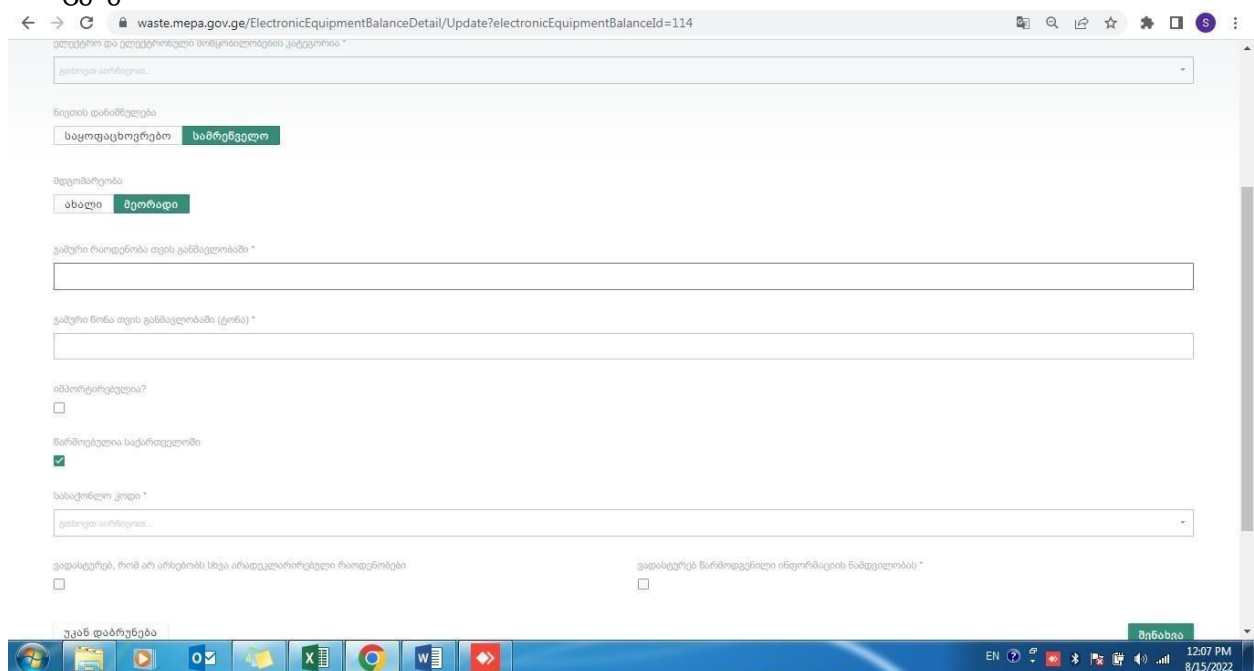 waste.mepa.gov.ge/ElectronicEquipmentBalanceDetail/Update?electronicEquipmentBalanceId=114
S
ელექტრო და ელექტრონული მოწყობილობების კატეგორია *
გთხოვთ აირჩიეთ...
ნივთის დანიშნულება
საყოფაცხოვრებო სამრეწველო
მდგომარეობა
ახალი მეორადი
ჯამური რაოდენობა თვის განმავლობაში *
ჯამური წონა თვის განმავლობაში (ტონა) *
იმპორტირებულია?
წარმოებულია საქართველოში
სასაქონლო კოდი *
გთხოვთ აირჩიეთ...
ვადასტურებ, რომ არ არსებობს სხვა არადეკლარირებული რაოდენობები
ვადასტურებ წარმოდგენილი ინფორმაციის ნამდვილობას *
უკან დაბრუნება
შენახვა
EN
12:07 PM
8/15/2022